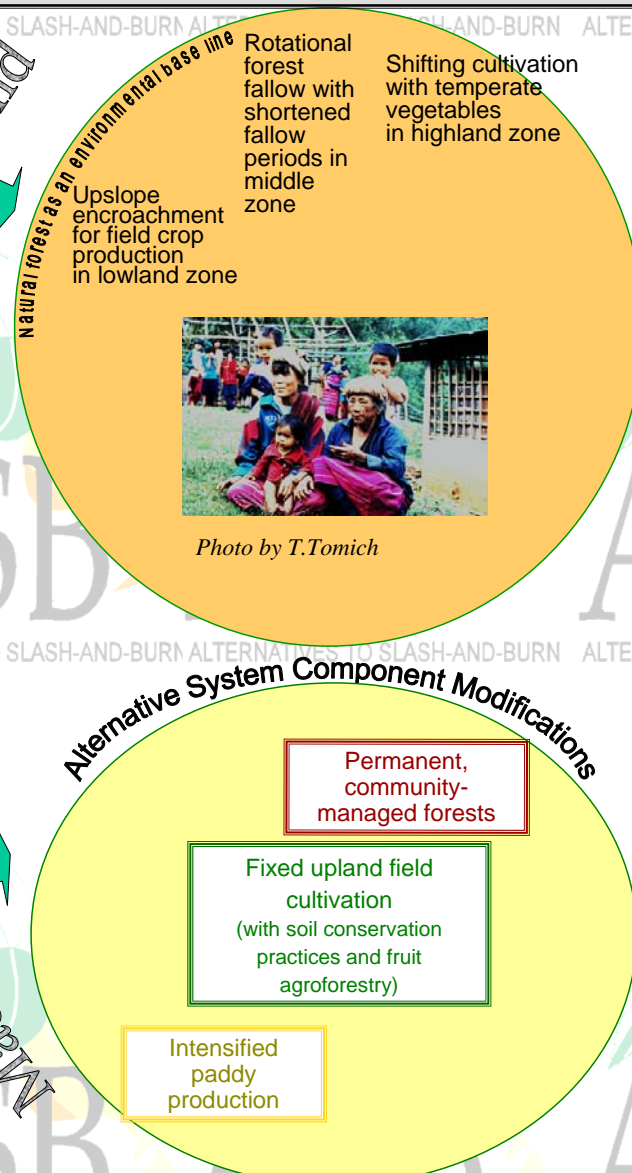 SLASH-AND-BURN ALTE
SH-AND-BURN ALTE
Natural forest as an environmental base line
Rotational
forest
fallow with
shortened
fallow
periods in
middle
zone
Shifting cultivation
with temperate
vegetables
in highland zone
Upslope
encroachment
for field crop
production
in lowland zone
Photo by T.Tomich
SLASH-AND-BURN ALTERNATIVES TO SLASH-AND-BURN ALTE
Alternative System Component Modifications
Permanent,
community-
managed forests
Fixed upland field
cultivation
(with soil conservation
practices and fruit
agroforestry)
Intensified
paddy
production